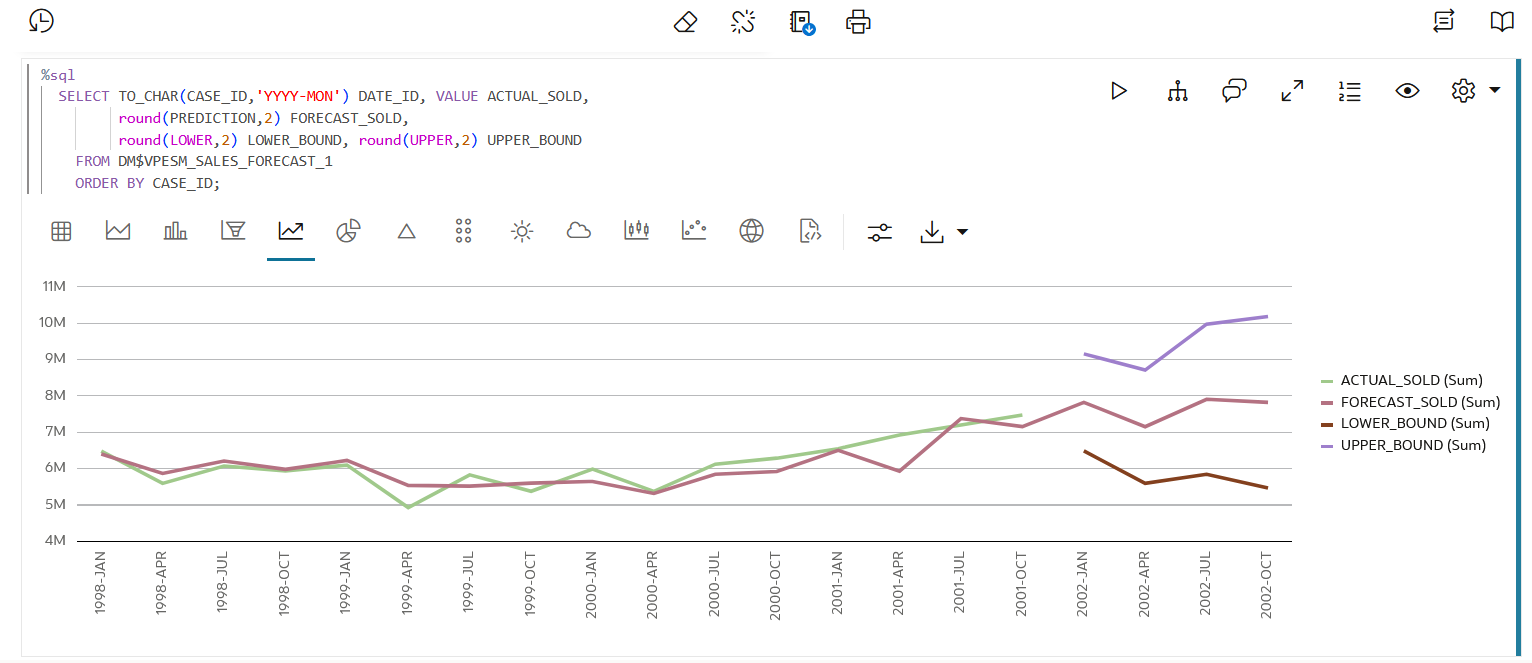 %sql
SELECT TO_CHAR(CASE_ID,'YYYY-MON') DATE_ID, VALUE ACTUAL_SOLD,
round(PREDICTION,2) FORECAST_SOLD,
round(LOWER,2) LOWER_BOUND, round(UPPER,2) UPPER_BOUND
FROM DM$VPESM_SALES_FORECAST_1
ORDER BY CASE_ID;
11M
10M
9M
8M
7M
6M
5M
4M
1998-JAN
1998-APR
1998-JUL
1998-OCT
1999-JAN
1999-APR
1999-JUL
1999-OCT
2000-JAN
2000-APR
2000-JUL
2000-OCT
2001-JAN
2001-APR
2001-JUL
2001-OCT
2002-JAN
2002-APR
2002-JUL
2002-OCT
ACTUAL_SOLD (Sum)
FORECAST_SOLD (Sum)
LOWER_BOUND (Sum)
UPPER_BOUND (Sum)